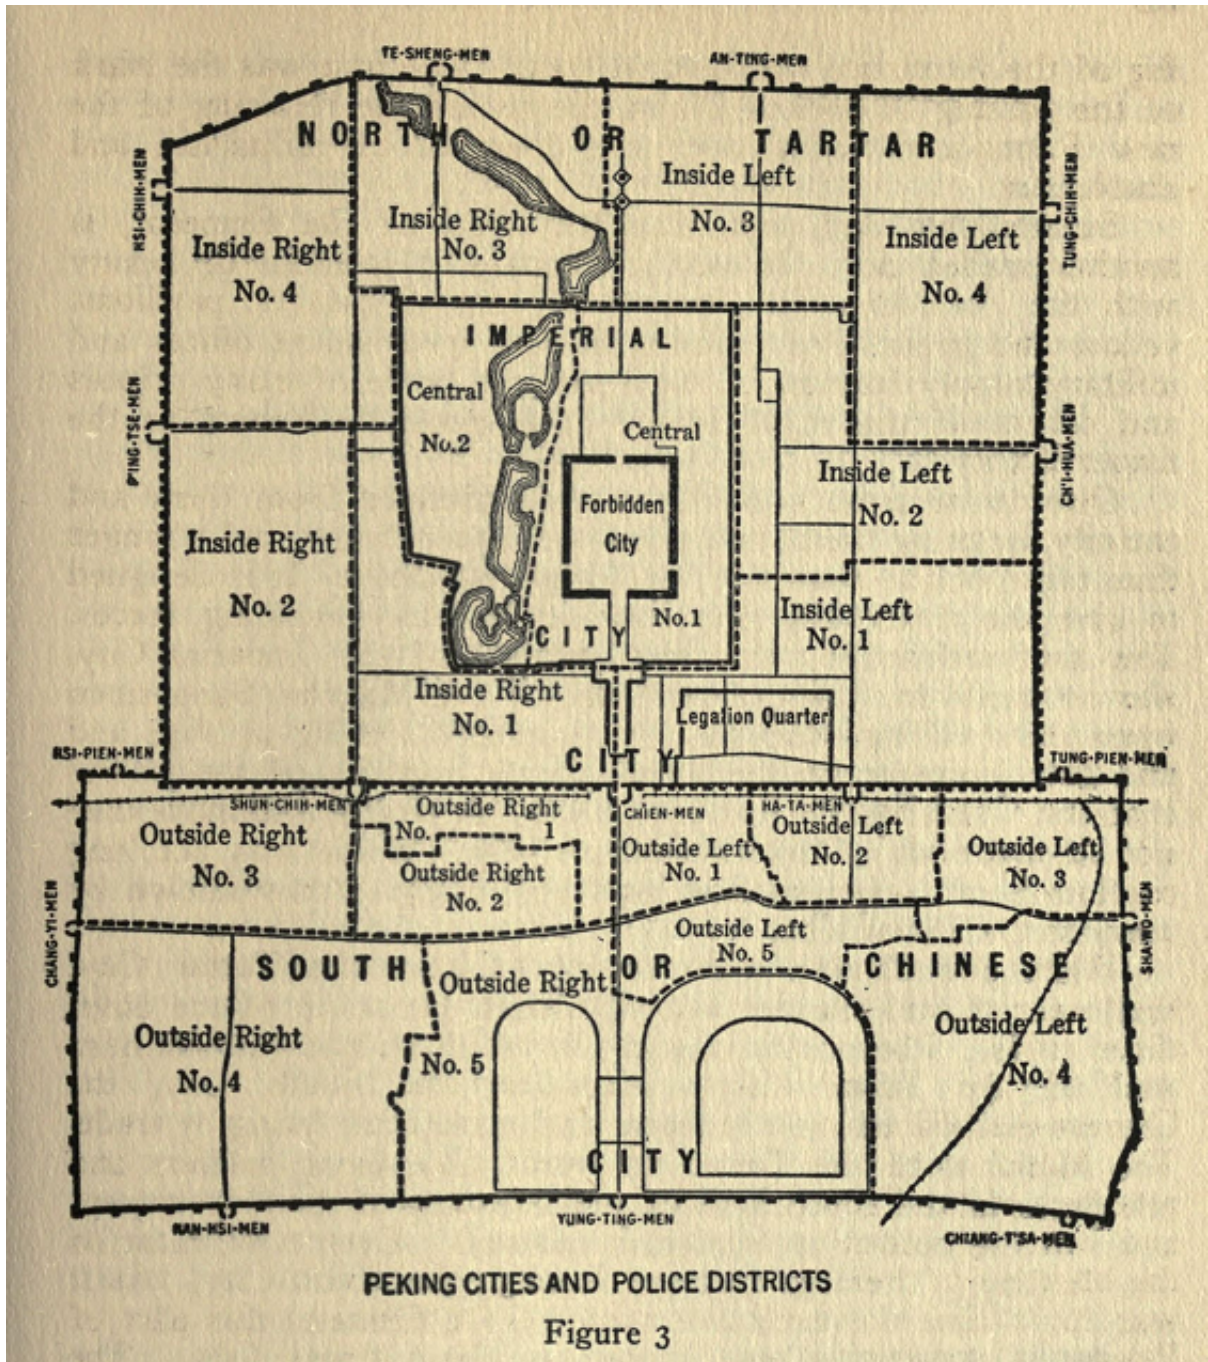 TE-SHENG-MEN
AN-TING-MEN
NORTH OR TARTAR
HSI-CHIH-MEN
TUNG-CHIH-MEN
Inside Left
No. 3
Inside Right
No. 3
Inside Right
No. 4
Inside Left
No. 4
IMPERIAL
Central
No.2
Central
P'ING-TSE-MEN
CH'I-HUA-MEN
Inside Left
No. 2
Forbidden
City
Inside Right
No. 2
Inside Left
No. 1
No.1
CITY
Inside Right
No. 1
Legation Quarter
CITY
HSI-PIEN-MEN
TUNG-PIEN-MEN
SHUN-CHIH-MEN
CHIEN-MEN
HA-TA-MEN
Outside Right
No. 1
Outside Right
No. 3
Outside Left
No. 2
Outside Left
No. 1
Outside Left
No. 3
Outside Right
No. 2
CHANG-YI-MEN
SHA-WO-MEN
Outside Left
No. 5
SOUTH OR CHINESE
Outside Right
No. 5
Outside Right
No. 4
Outside Left
No. 4
CITY
NAN-HSI-MEN
YUNG-TING-MEN
CHIANG-T'SA-MEN
PEKING CITIES AND POLICE DISTRICTS
Figure 3